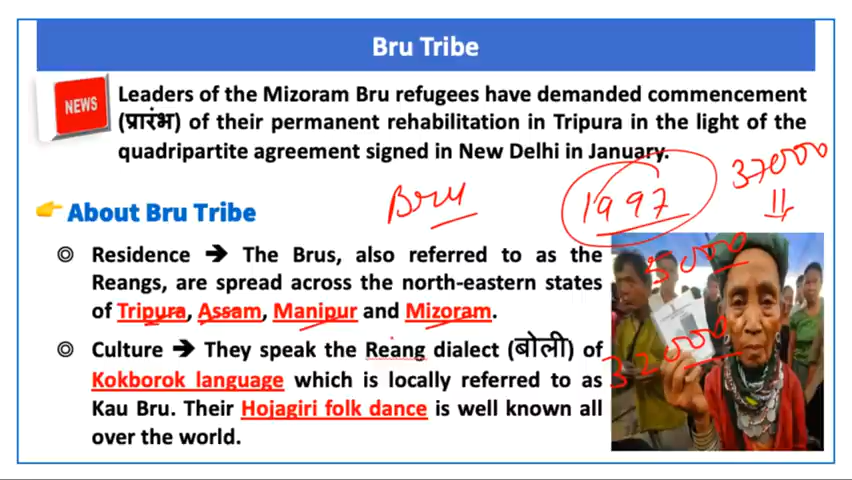 Bru Tribe
NEWS
Leaders of the Mizoram Bru refugees have demanded commencement
(प्रारंभ) of their permanent rehabilitation in Tripura in the light of the
quadripartite agreement signed in New Delhi in January.
37000
Bru
1997
About Bru Tribe
Residence ➔ The Brus, also referred to as the
Reangs, are spread across the north-eastern states
of Tripura, Assam, Manipur and Mizoram.
5000
Culture ➔ They speak the Reang dialect (बोली) of
Kokborok language which is locally referred to as
Kau Bru. Their Hojagiri folk dance is well known all
over the world.
32000